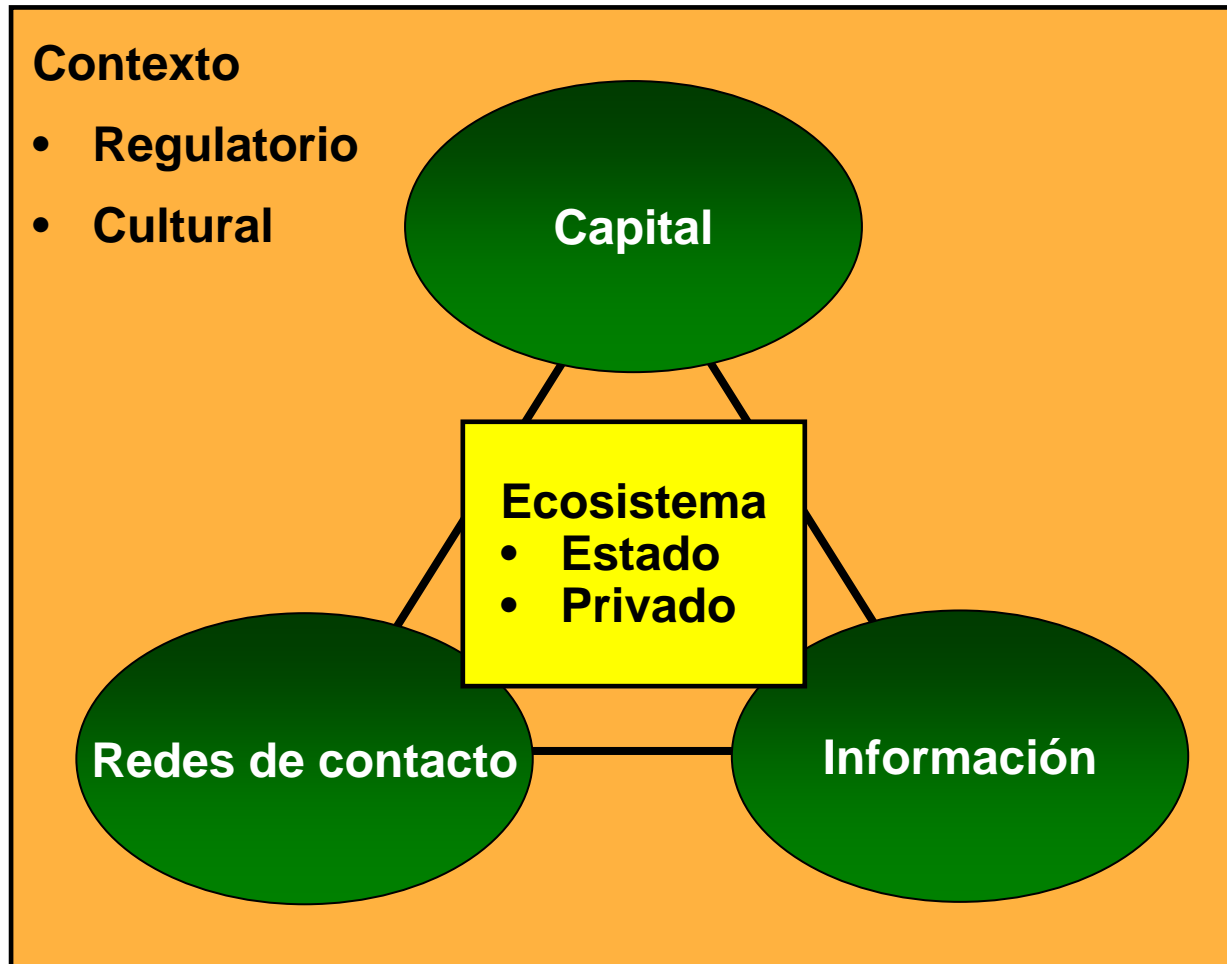 Contexto
• Regulatorio
• Cultural
Capital
Ecosistema
• Estado
• Privado
Redes de contacto
Información